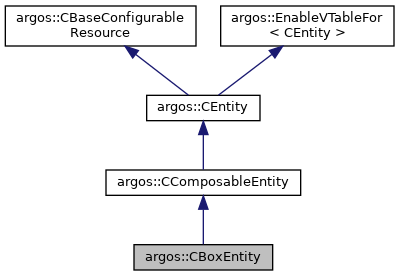 argos::CBaseConfigurable
Resource
argos::EnableVTableFor
< CEntity >
argos::CEntity
argos::CComposableEntity
argos::CBoxEntity